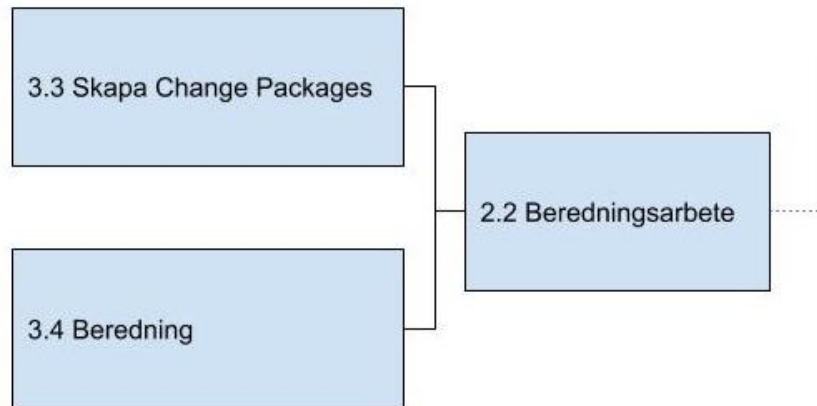 3.3 Skapa Change Packages
2.2 Beredningsarbete
3.4 Beredning